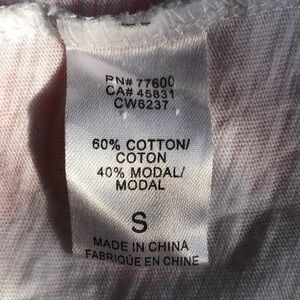 RN# 77600
CA# 45831
CW6237
60% COTTON/
COTON
40% MODAL/
MODAL
S
MADE IN CHINA
FABRIQUÉ EN CHINE